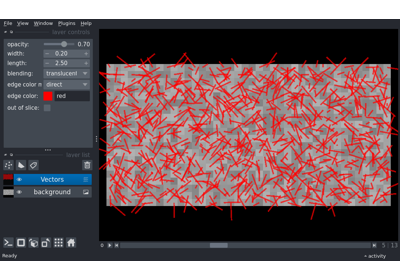 File View Window Plugins Help
layer controls
opacity: 0.70
width: 0.20
length: 2.50
blending: translucent
edge color m direct
edge color: red
out of slice:
layer list
Vectors
background
0 5 13
Ready activity